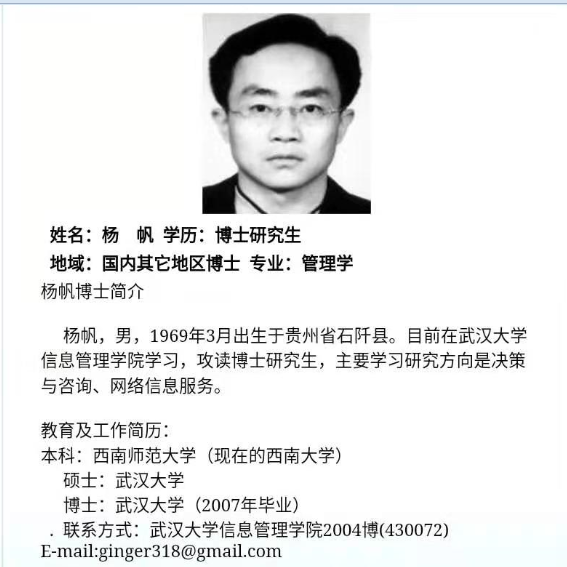 姓名：杨　帆 学历：博士研究生
地域：国内其它地区博士 专业：管理学
杨帆博士简介
杨帆，男，1969年3月出生于贵州省石阡县。目前在武汉大学
信息管理学院学习，攻读博士研究生，主要学习研究方向是决策
与咨询、网络信息服务。
教育及工作简历：
本科：西南师范大学（现在的西南大学）
硕士：武汉大学
博士：武汉大学（2007年毕业）
. 联系方式：武汉大学信息管理学院2004博(430072)
E-mail:ginger318@gmail.com